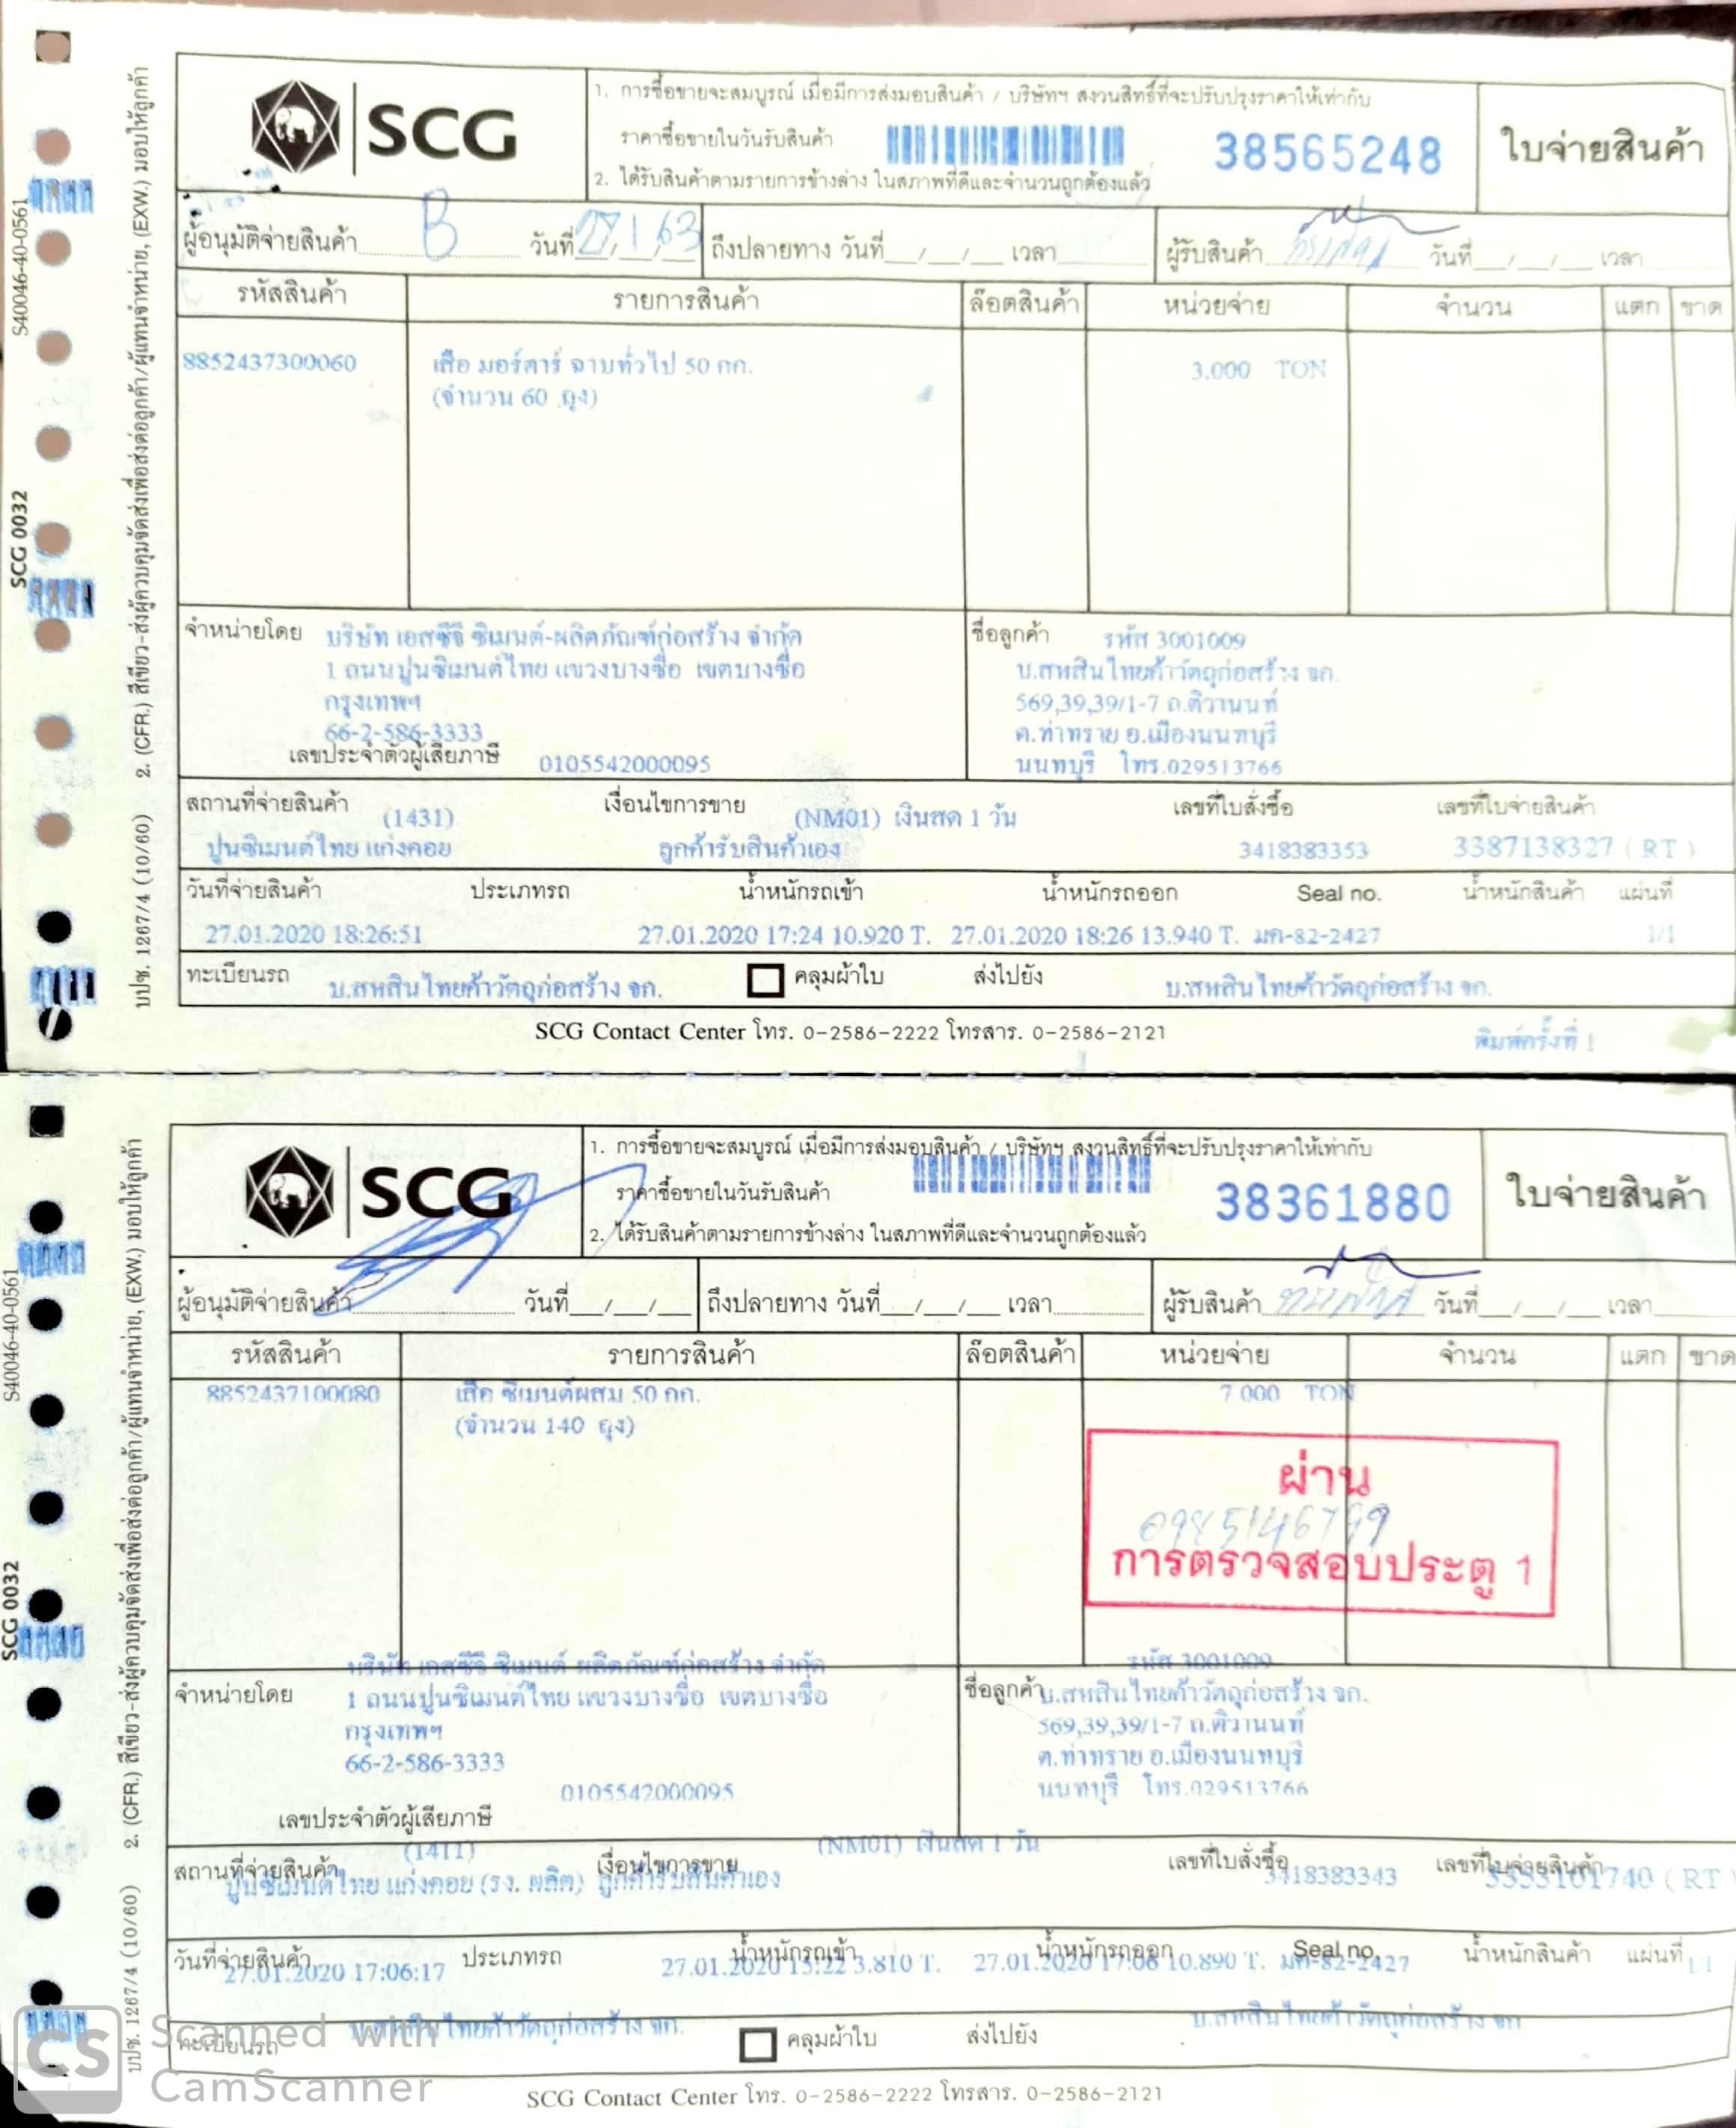 SCG
1. การซื้อขายจะสมบูรณ์ เมื่อมีการส่งมอบสินค้า / บริษัทฯ สงวนสิทธิ์ที่จะปรับปรุงราคาให้เท่ากับ
ราคาซื้อขายในวันรับสินค้า
38565248
ใบจ่ายสินค้า
2. ได้รับสินค้าตามรายการข้างล่าง ในสภาพที่ดีและจำนวนถูกต้องแล้ว
ผู้อนุมัติจ่ายสินค้า B วันที่ 27/1/63 ถึงปลายทาง วันที่ __/__/__ เวลา ผู้รับสินค้า วันที่ __/__/__ เวลา
รหัสสินค้า รายการสินค้า ล๊อตสินค้า หน่วยจ่าย จำนวน แตก ขาด
8852437300060 เสือ มอร์ตาร์ ฉาบทั่วไป 50 กก. 3.000 TON
(จำนวน 60 ถุง)
จำหน่ายโดย บริษัท เอสซีจี ซิเมนต์-ผลิตภัณฑ์ก่อสร้าง จำกัด ชื่อลูกค้า รหัส 3001009
1 ถนนปูนซิเมนต์ไทย แขวงบางซื่อ เขตบางซื่อ บ.สหสินไทยค้าวัตถุก่อสร้าง จก.
กรุงเทพฯ 569,39,39/1-7 ถ.ติวานนท์
66-2-586-3333 ต.ท่าทราย อ.เมืองนนทบุรี
เลขประจำตัวผู้เสียภาษี 0105542000095 นนทบุรี โทร.029513766
สถานที่จ่ายสินค้า (1431) เงื่อนไขการขาย (NM01) เงินสด 1 วัน เลขที่ใบสั่งซื้อ เลขที่ใบจ่ายสินค้า
ปูนซิเมนต์ไทย แก่งคอย ลูกค้ารับสินค้าเอง 3418383353 3387138327 ( RT )
วันที่จ่ายสินค้า ประเภทรถ น้ำหนักรถเข้า น้ำหนักรถออก Seal no. น้ำหนักสินค้า แผ่นที่
27.01.2020 18:26:51 27.01.2020 17:24 10.920 T. 27.01.2020 18:26 13.940 T. มค-82-2427 1/1
ทะเบียนรถ บ.สหสินไทยค้าวัตถุก่อสร้าง จก. คลุมผ้าใบ ส่งไปยัง บ.สหสินไทยค้าวัตถุก่อสร้าง จก.
SCG Contact Center โทร. 0-2586-2222 โทรสาร. 0-2586-2121
พิมพ์ครั้งที่ 1
S40046-40-0561
SCG 0032
บปช. 1267/4 (10/60) 2. (CFR.) สีเขียว-ส่งผู้ควบคุมจัดส่งเพื่อส่งต่อลูกค้า/ผู้แทนจำหน่าย, (EXW.) มอบให้ลูกค้า
SCG
1. การซื้อขายจะสมบูรณ์ เมื่อมีการส่งมอบสินค้า / บริษัทฯ สงวนสิทธิ์ที่จะปรับปรุงราคาให้เท่ากับ
ราคาซื้อขายในวันรับสินค้า
38361880
ใบจ่ายสินค้า
2. ได้รับสินค้าตามรายการข้างล่าง ในสภาพที่ดีและจำนวนถูกต้องแล้ว
ผู้อนุมัติจ่ายสินค้า วันที่ __/__/__ ถึงปลายทาง วันที่ __/__/__ เวลา ผู้รับสินค้า วันที่ __/__/__ เวลา
รหัสสินค้า รายการสินค้า ล๊อตสินค้า หน่วยจ่าย จำนวน แตก ขาด
8852437100080 เสือ ซิเมนต์ผสม 50 กก. 7 000 TON
(จำนวน 140 ถุง)
ผ่าน
การตรวจสอบประตู 1
บริษัท เอสซีจี ซิเมนต์ ผลิตภัณฑ์ก่อสร้าง จำกัด รหัส 3001009
จำหน่ายโดย 1 ถนนปูนซิเมนต์ไทย แขวงบางซื่อ เขตบางซื่อ ชื่อลูกค้า บ.สหสินไทยค้าวัตถุก่อสร้าง จก.
กรุงเทพฯ 569,39,39/1-7 ถ.ติวานนท์
66-2-586-3333 ต.ท่าทราย อ.เมืองนนทบุรี
0105542000095 นนทบุรี โทร.029513766
เลขประจำตัวผู้เสียภาษี
(1411) (NM01) เงินสด 1 วัน
สถานที่จ่ายสินค้า เงื่อนไขการขาย เลขที่ใบสั่งซื้อ เลขที่ใบจ่ายสินค้า
ปูนซิเมนต์ไทย แก่งคอย (รง. ผลิต) ลูกค้ารับสินค้าเอง 3418383343 ( RT
วันที่จ่ายสินค้า ประเภทรถ น้ำหนักรถเข้า น้ำหนักรถออก Seal no. น้ำหนักสินค้า แผ่นที่
27.01.2020 17:06:17 27.01.2020 15:22 3.810 T. 27.01.2020 17:06 10.890 T. มค-82-2427 1/1
บ.สหสินไทยค้าวัตถุก่อสร้าง จก. บ.สหสินไทยค้าวัตถุก่อสร้าง จก
ทะเบียนรถ คลุมผ้าใบ ส่งไปยัง
SCG Contact Center โทร. 0-2586-2222 โทรสาร. 0-2586-2121
S40046-40-0561
SCG 0032
บปช. 1267/4 (10/60) 2. (CFR.) สีเขียว-ส่งผู้ควบคุมจัดส่งเพื่อส่งต่อลูกค้า/ผู้แทนจำหน่าย, (EXW.) มอบให้ลูกค้า
CS Scanned with
CamScanner